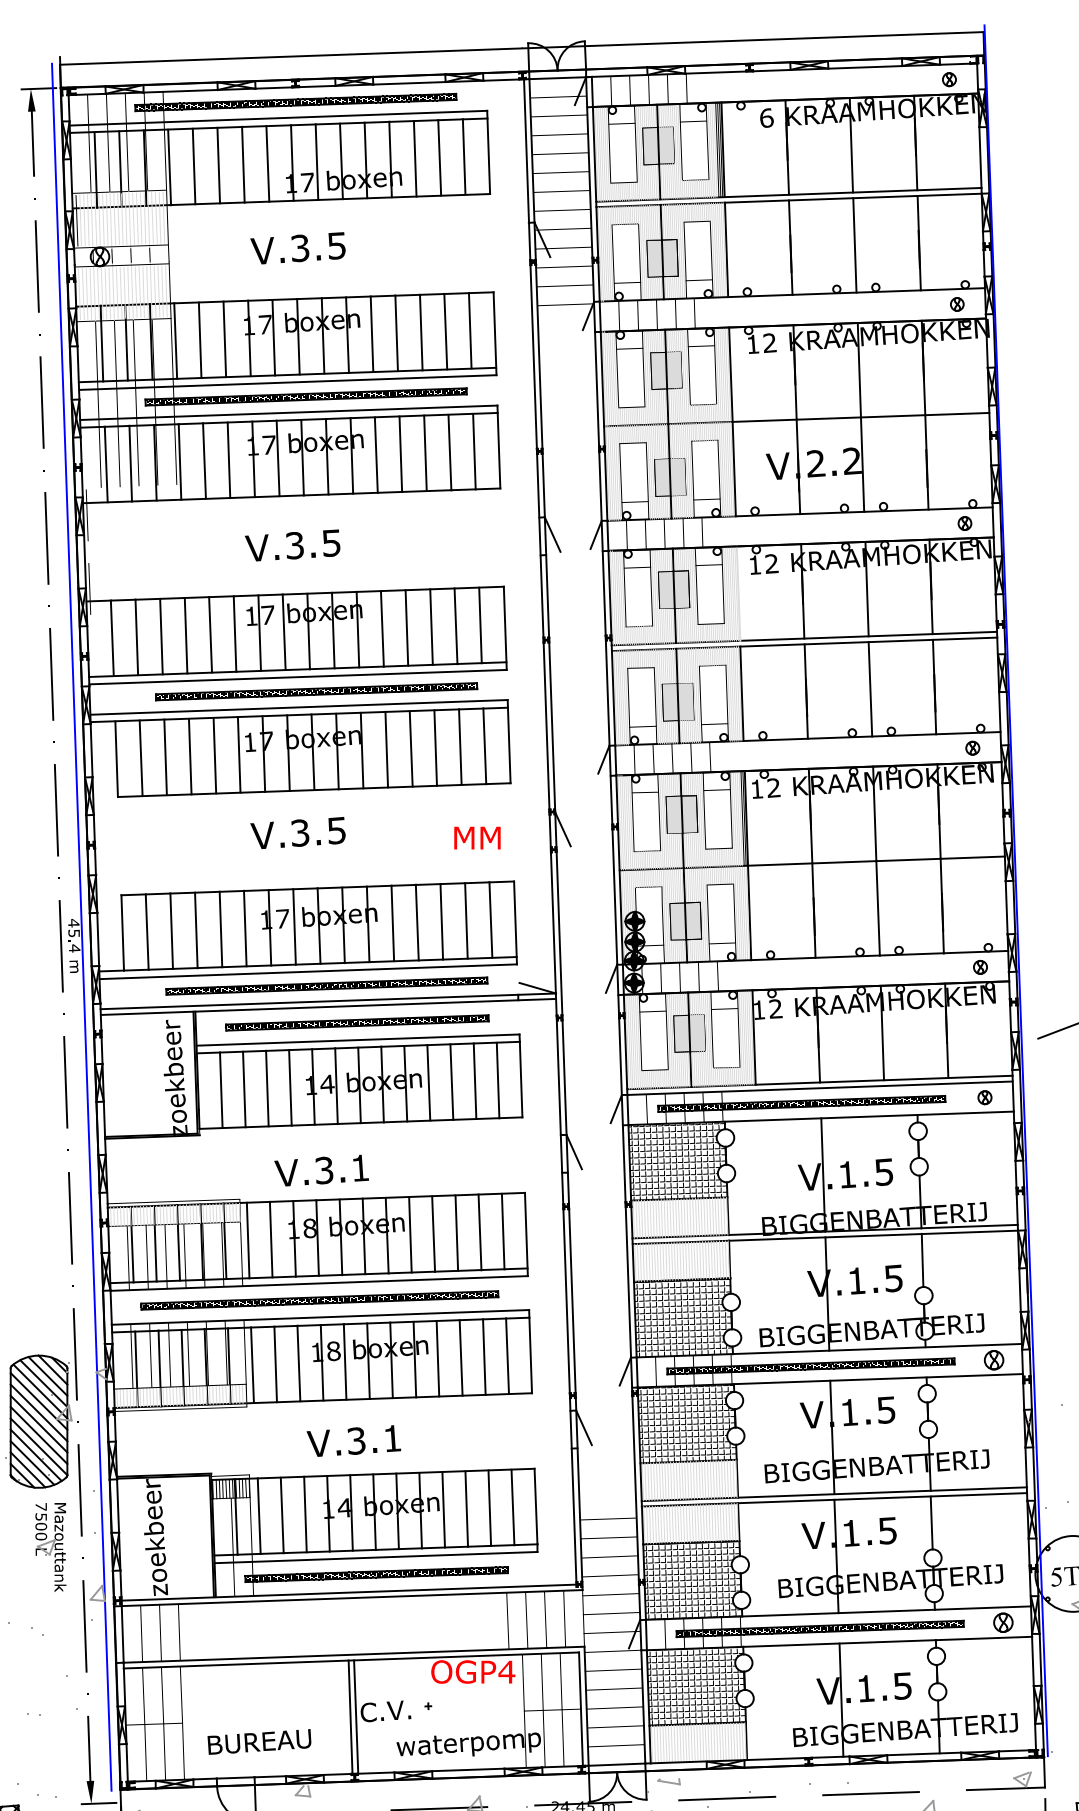 6 KRAAMHOKKEN
17 boxen
V.3.5
17 boxen
12 KRAAMHOKKEN
17 boxen
V.2.2
V.3.5
12 KRAAMHOKKEN
17 boxen
17 boxen
12 KRAAMHOKKEN
V.3.5
MM
17 boxen
45,4 m
12 KRAAMHOKKEN
zoekbeer
14 boxen
V.3.1
V.1.5
18 boxen
BIGGENBATTERIJ
V.1.5
18 boxen
BIGGENBATTERIJ
V.3.1
V.1.5
BIGGENBATTERIJ
14 boxen
zoekbeer
Mazouttank
7500 L
V.1.5
BIGGENBATTERIJ
5T
OGP4
C.V. +
waterpomp
BUREAU
V.1.5
BIGGENBATTERIJ
24.45 m